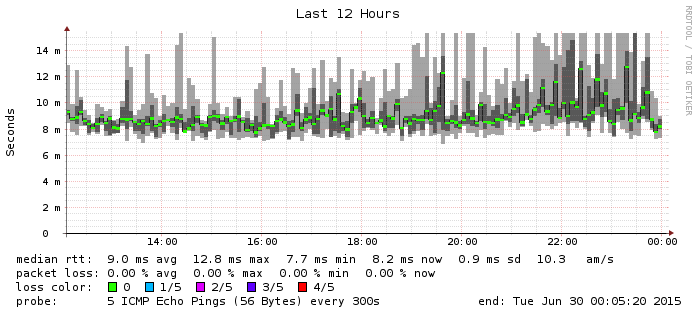 Last 12 Hours
RRDTOOL / TOBI OETIKER
Seconds
14 m
12 m
10 m
8 m
6 m
4 m
2 m
0
14:00 16:00 18:00 20:00 22:00 00:00
median rtt: 9.0 ms avg 12.8 ms max 7.7 ms min 8.2 ms now 0.9 ms sd 10.3 am/s
packet loss: 0.00 % avg 0.00 % max 0.00 % min 0.00 % now
loss color: 0 1/5 2/5 3/5 4/5
probe: 5 ICMP Echo Pings (56 Bytes) every 300s end: Tue Jun 30 00:05:20 2015